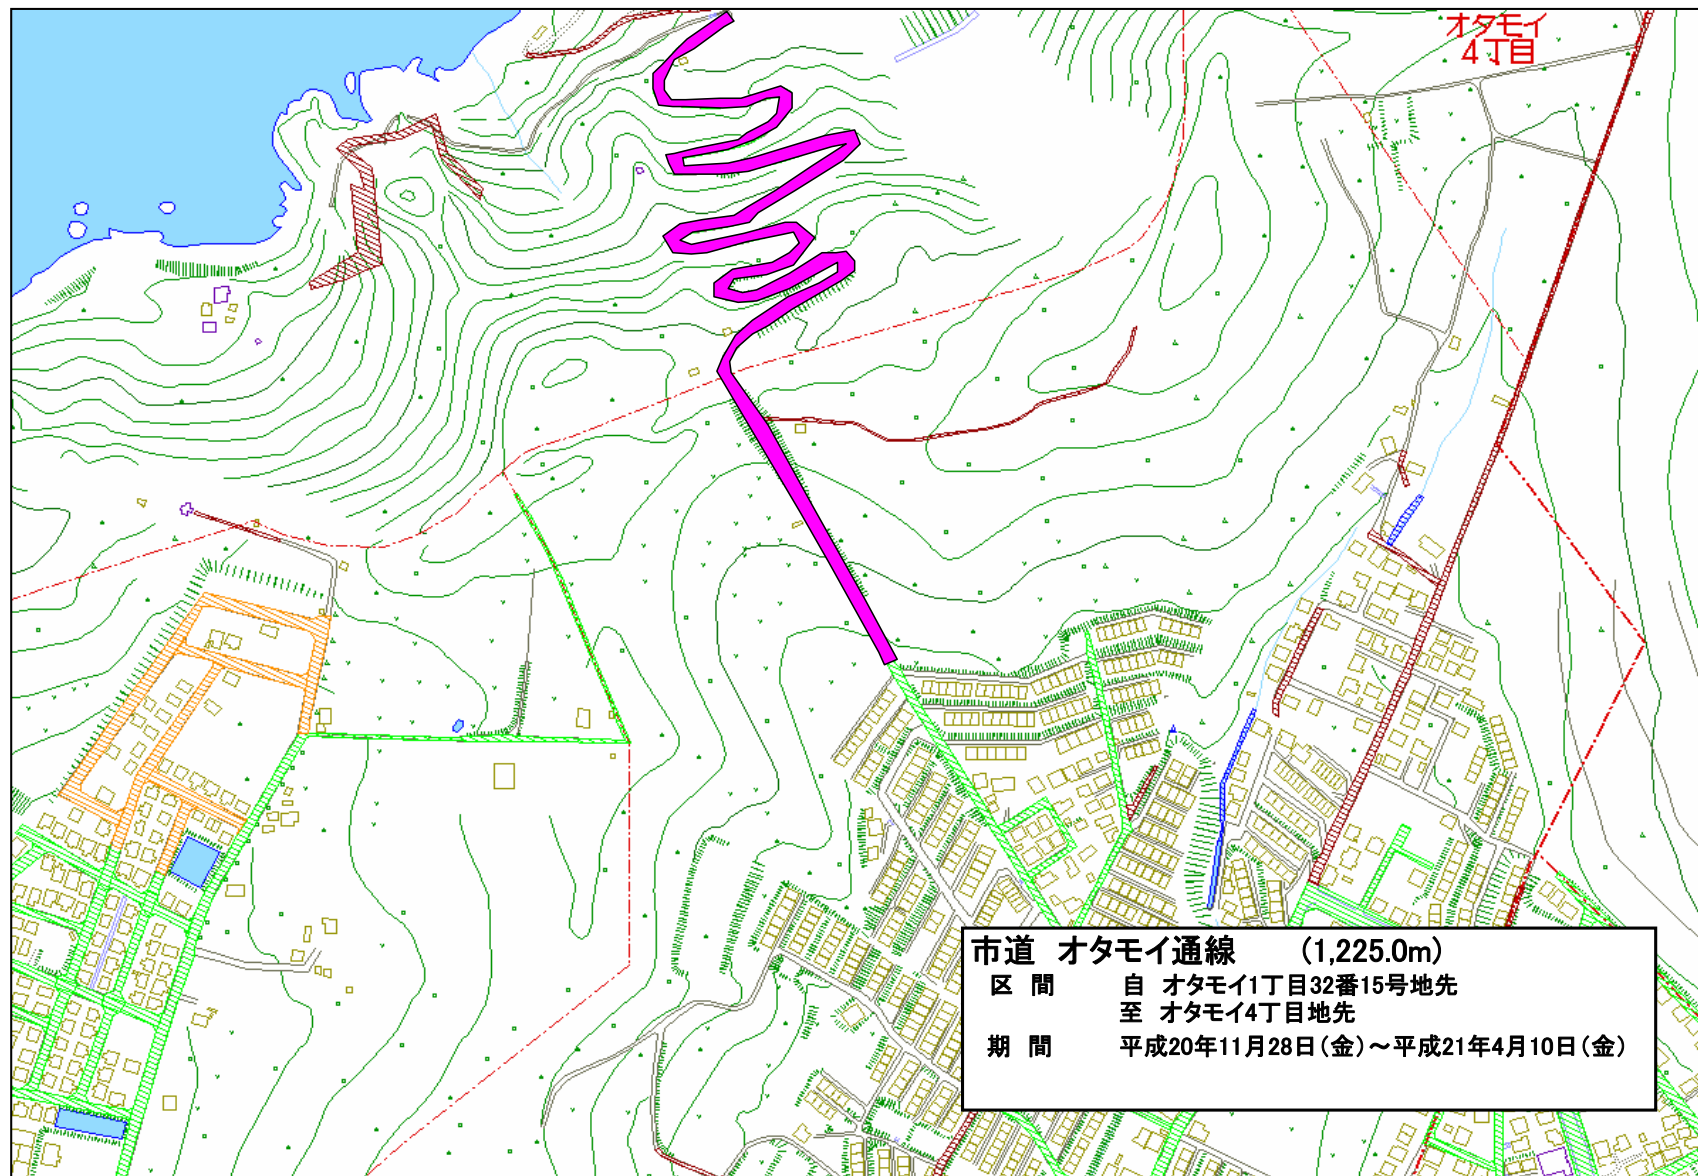 オタモイ
4丁目
市道 オタモイ通線 (1,225.0m)
区 間 自 オタモイ1丁目32番15号地先
至 オタモイ4丁目地先
期 間 平成20年11月28日(金)~平成21年4月10日(金)